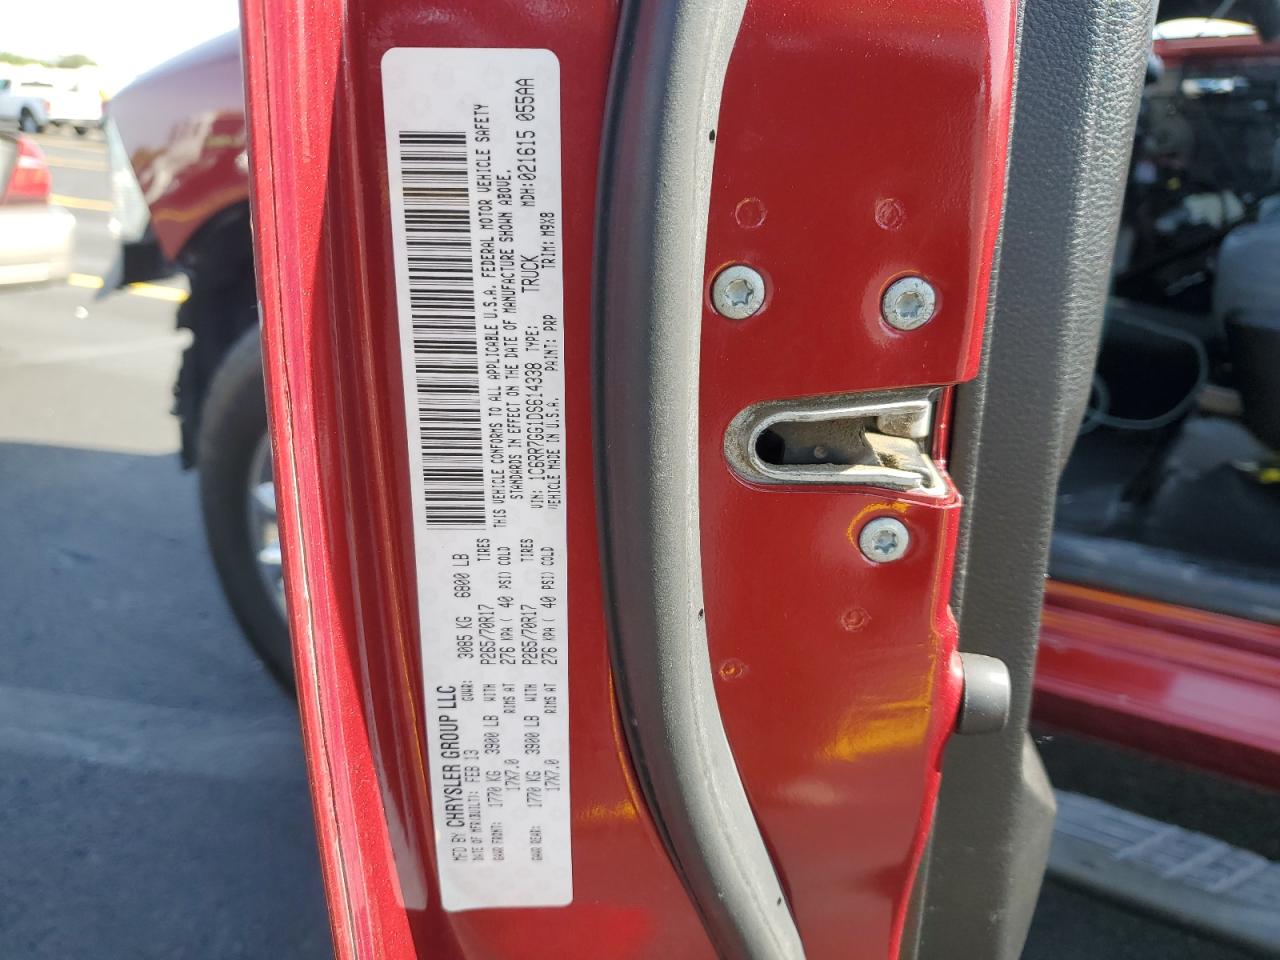 MFD BY CHRYSLER GROUP LLC
DATE OF MFR(BUILT): FEB 13 GVWR: 3085 KG 6800 LB
GAWR FRONT: 1770 KG 3900 LB WITH P265/70R17 TIRES
17X7.0 RIMS AT 276 KPA ( 40 PSI) COLD
GAWR REAR: 1770 KG 3900 LB WITH P265/70R17 TIRES
17X7.0 RIMS AT 276 KPA ( 40 PSI) COLD
THIS VEHICLE CONFORMS TO ALL APPLICABLE U.S.A. FEDERAL MOTOR VEHICLE SAFETY
STANDARDS IN EFFECT ON THE DATE OF MANUFACTURE SHOWN ABOVE.
VIN: 1C6RR7GG1DS614338 TYPE: TRUCK MDH:021615 055AA
VEHICLE MADE IN U.S.A. PAINT: PRP TRIM: M9X8